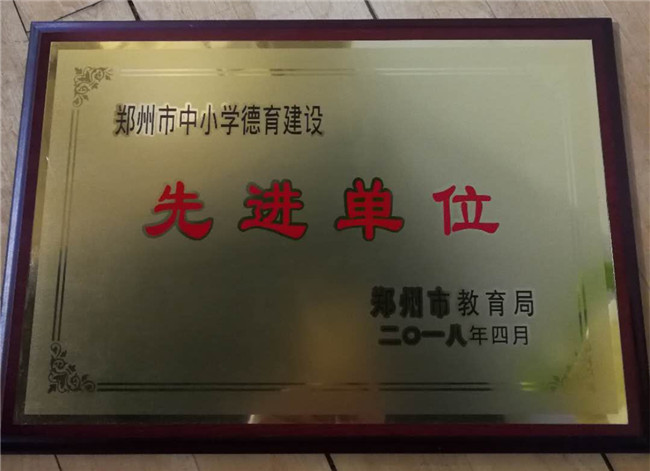 郑州市中小学德育建设
先进单位
郑州市教育局
二〇一八年四月